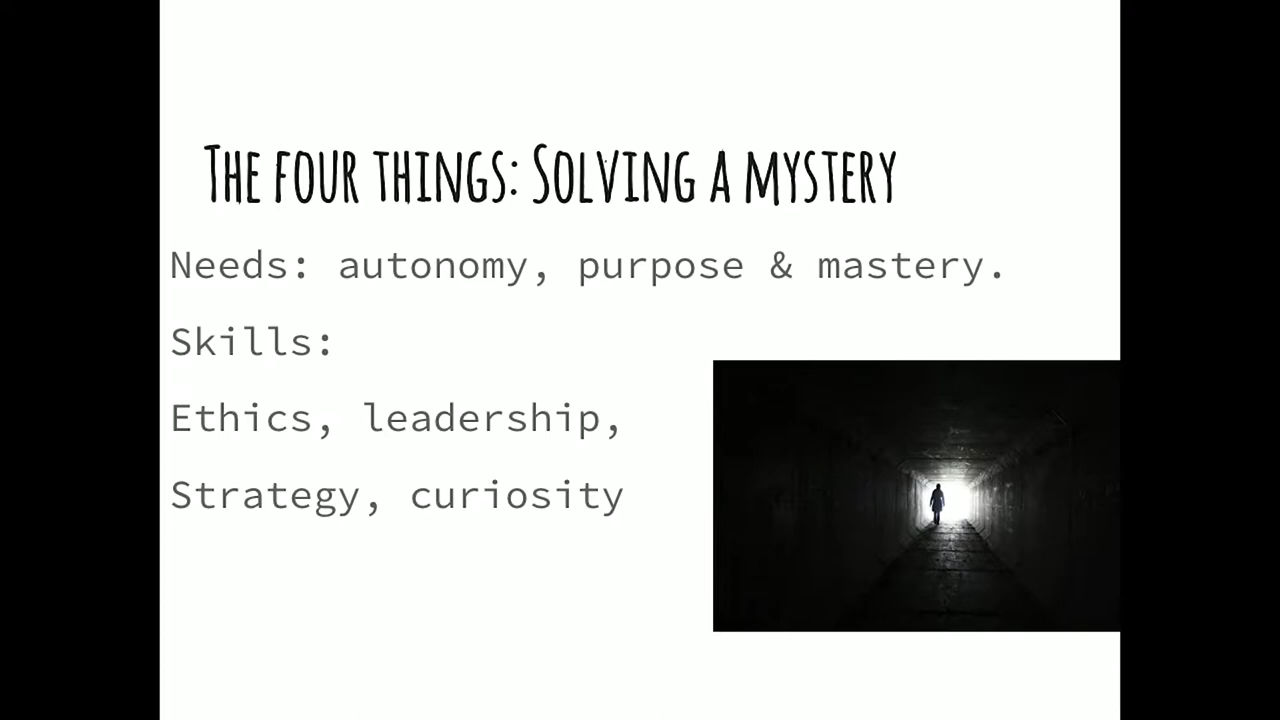 The four things: Solving a mystery
Needs: autonomy, purpose & mastery.
Skills:
Ethics, leadership,
Strategy, curiosity